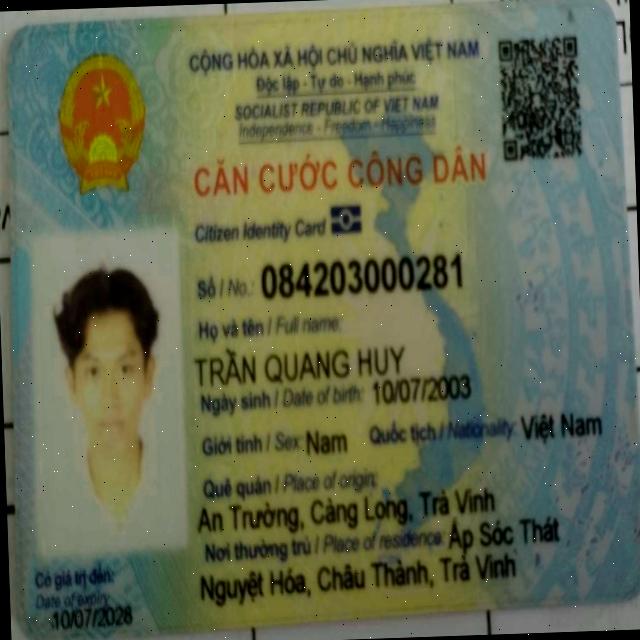 CỘNG HÒA XÃ HỘI CHỦ NGHĨA VIỆT NAM
Độc lập - Tự do - Hạnh phúc
SOCIALIST REPUBLIC OF VIET NAM
Independence - Freedom - Happiness
CĂN CƯỚC CÔNG DÂN
Citizen Identity Card
Số / No.: 084203000281
Họ và tên / Full name:
TRẦN QUANG HUY
Ngày sinh / Date of birth: 10/07/2003
Giới tính / Sex: Nam Quốc tịch / Nationality: Việt Nam
Quê quán / Place of origin:
An Trường, Càng Long, Trà Vinh
Nơi thường trú / Place of residence: Ấp Sóc Thát
Nguyệt Hóa, Châu Thành, Trà Vinh
Có giá trị đến:
Date of expiry:
10/07/2028